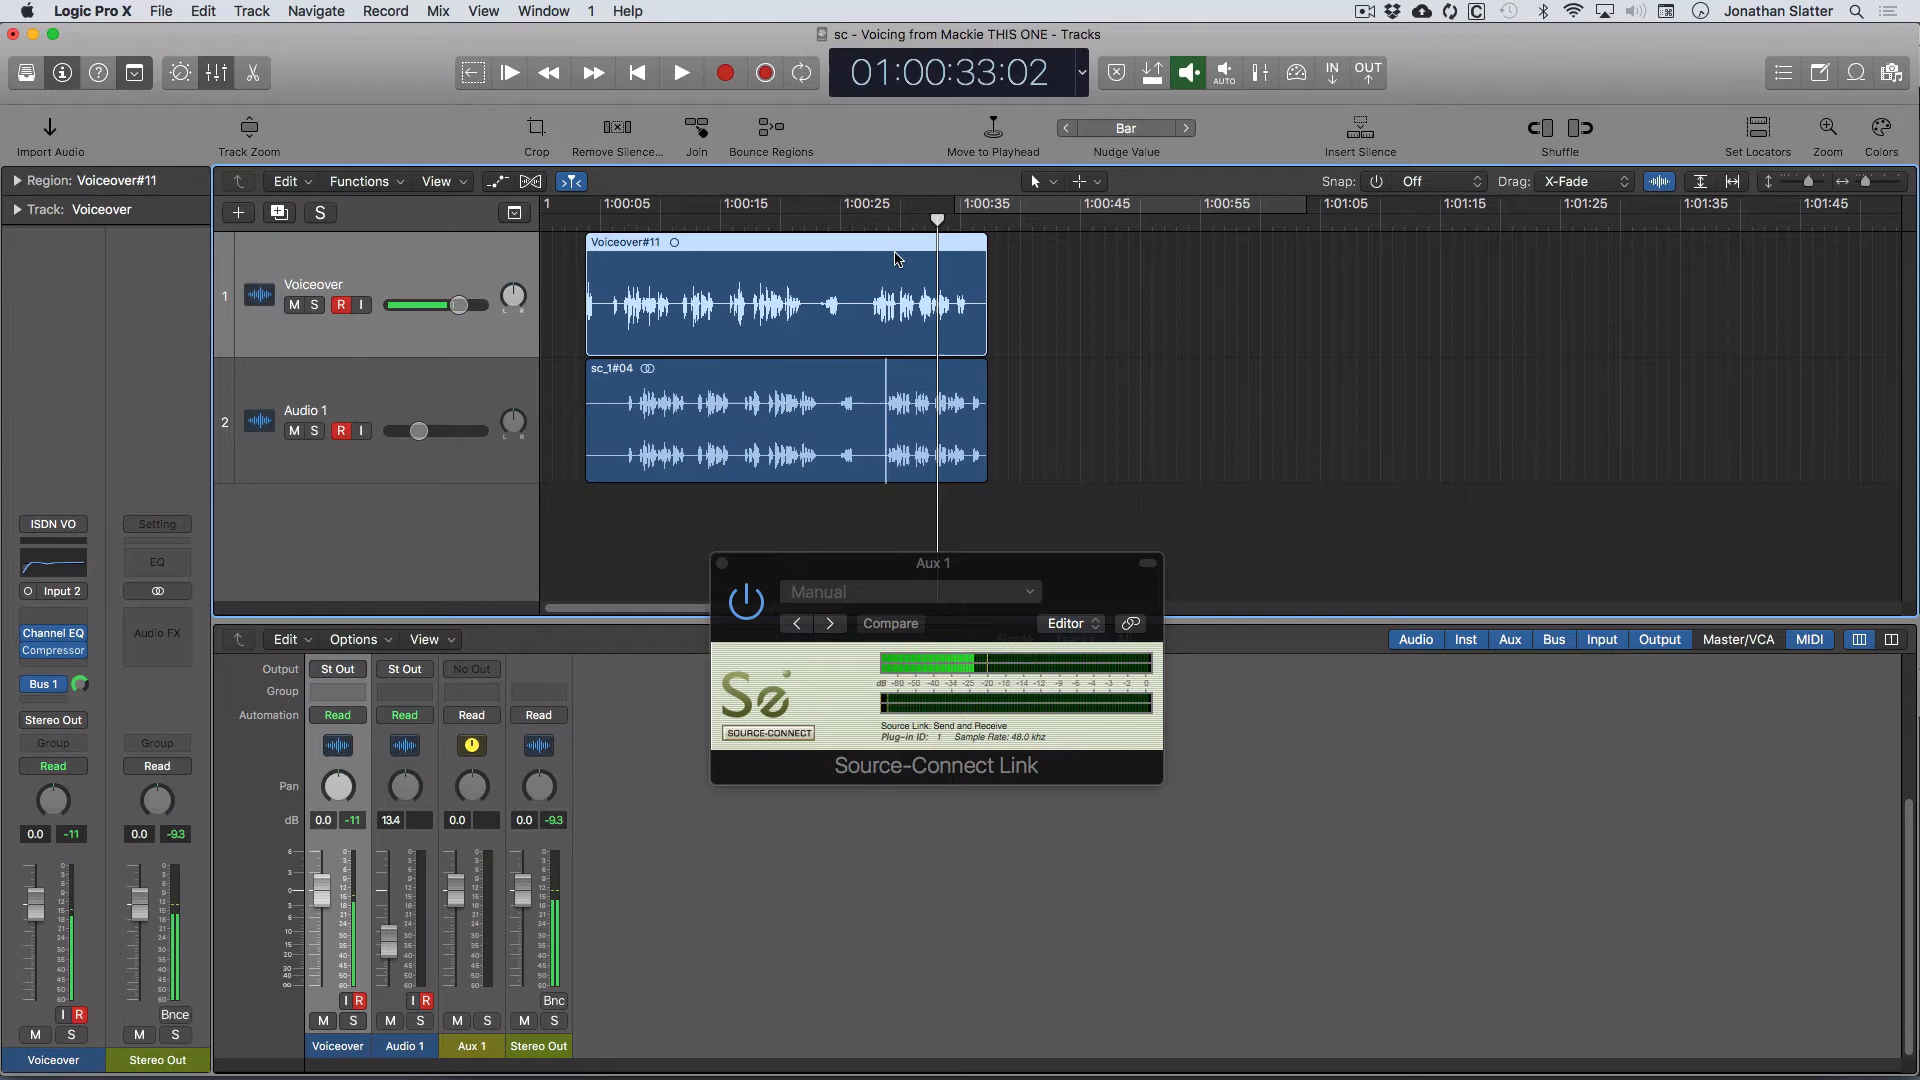 Logic Pro X File Edit Track Navigate Record Mix View Window 1 Help Jonathan Slatter
sc - Voicing from Mackie THIS ONE - Tracks
01:00:33:02
AUTO
IN
OUT
Import Audio
Track Zoom
Crop
Remove Silence...
Join
Bounce Regions
Move to Playhead
Bar
Nudge Value
Insert Silence
Shuffle
Set Locators
Zoom
Colors
Region: Voiceover#11
Track: Voiceover
Edit Functions View Snap: Off Drag: X-Fade
S
1 1:00:05 1:00:15 1:00:25 1:00:35 1:00:45 1:00:55 1:01:05 1:01:15 1:01:25 1:01:35 1:01:45
Voiceover#11
1
Voiceover
M S R I
L R
sc_1#04
2
Audio 1
M S R I
L R
ISDN VO
Setting
EQ
Input 2
Channel EQ
Compressor
Audio FX
Bus 1
Stereo Out
Group Group
Read Read
0.0 -11 0.0 -9.3
I R Bnce
M S M S
Voiceover Stereo Out
Edit Options View
Audio Inst Aux Bus Input Output Master/VCA MIDI
Output St Out St Out No Out
Group
Automation Read Read Read Read
Pan
dB 0.0 -11 13.4 0.0 0.0 -9.3
I R I R Bnc
M S M S M S M S
Voiceover Audio 1 Aux 1 Stereo Out
Aux 1
Manual
Compare
Editor
Se
SOURCE-CONNECT
dB -80 -50 -40 -34 -25 -20 -18 -14 -12 -9 -6 -4 -3 -2 0
Source Link: Send and Receive
Plug-in ID: 1 Sample Rate: 48.0 khz
Source-Connect Link